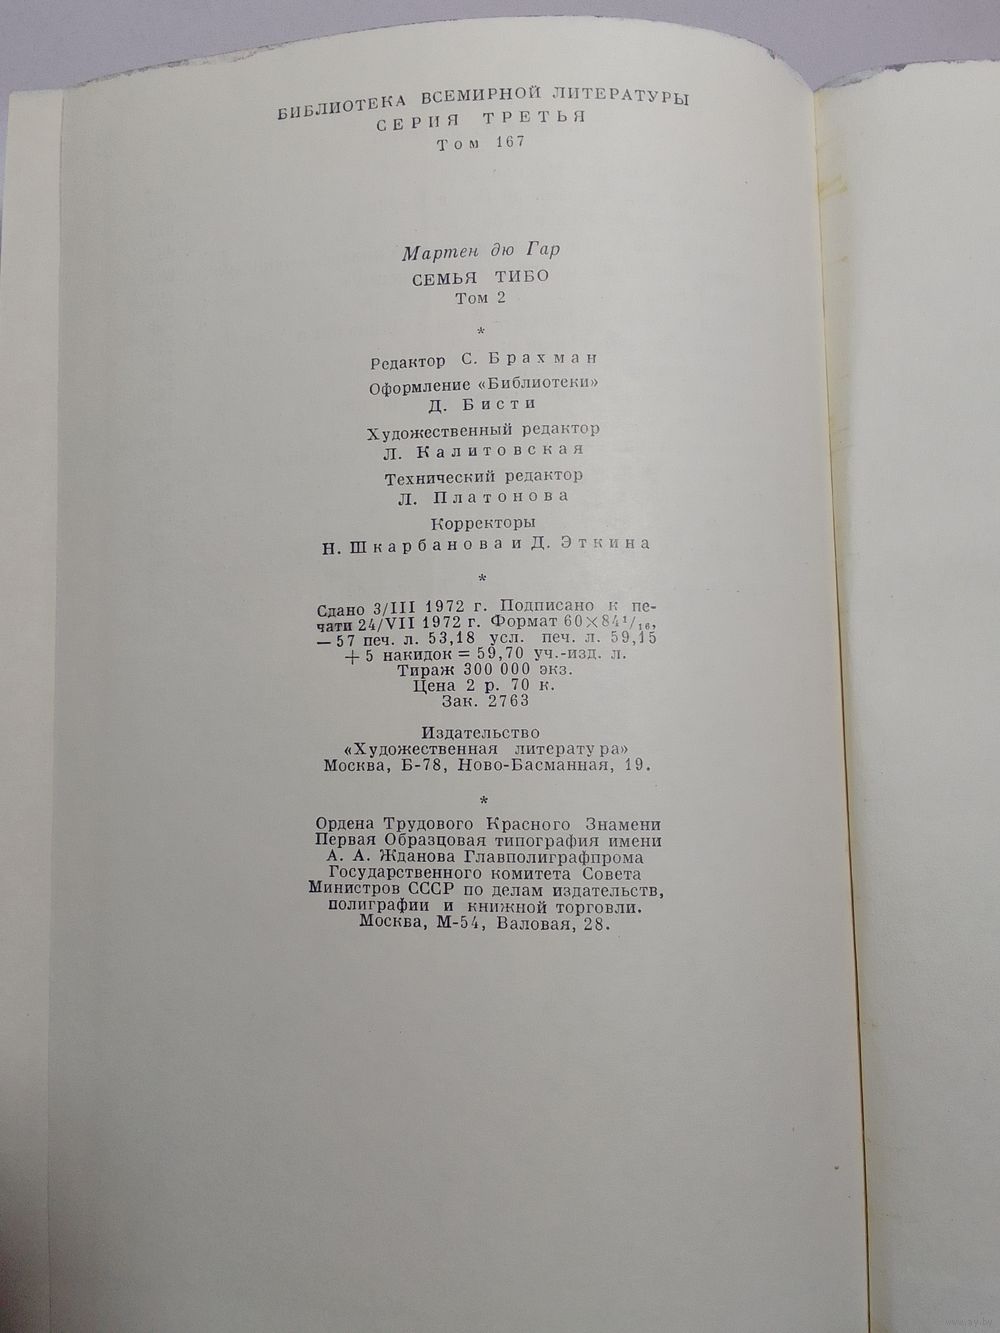 БИБЛИОТЕКА ВСЕМИРНОЙ ЛИТЕРАТУРЫ
СЕРИЯ ТРЕТЬЯ
Том 167
Мартен дю Гар
СЕМЬЯ ТИБО
Том 2
*
Редактор С. Брахман
Оформление «Библиотеки»
Д. Бисти
Художественный редактор
Л. Калитовская
Технический редактор
Л. Платонова
Корректоры
Н. Шкарбанова и Д. Эткина
*
Сдано 3/III 1972 г. Подписано к пе-
чати 24/VII 1972 г. Формат 60×84¹/₁₆,
— 57 печ. л. 53,18 усл. печ. л. 59,15
+ 5 накидок = 59,70 уч.-изд. л.
Тираж 300 000 экз.
Цена 2 р. 70 к.
Зак. 2763
Издательство
«Художественная литература»
Москва, Б-78, Ново-Басманная, 19.
*
Ордена Трудового Красного Знамени
Первая Образцовая типография имени
А. А. Жданова Главполиграфпрома
Государственного комитета Совета
Министров СССР по делам издательств,
полиграфии и книжной торговли.
Москва, М-54, Валовая, 28.
www.ay.by